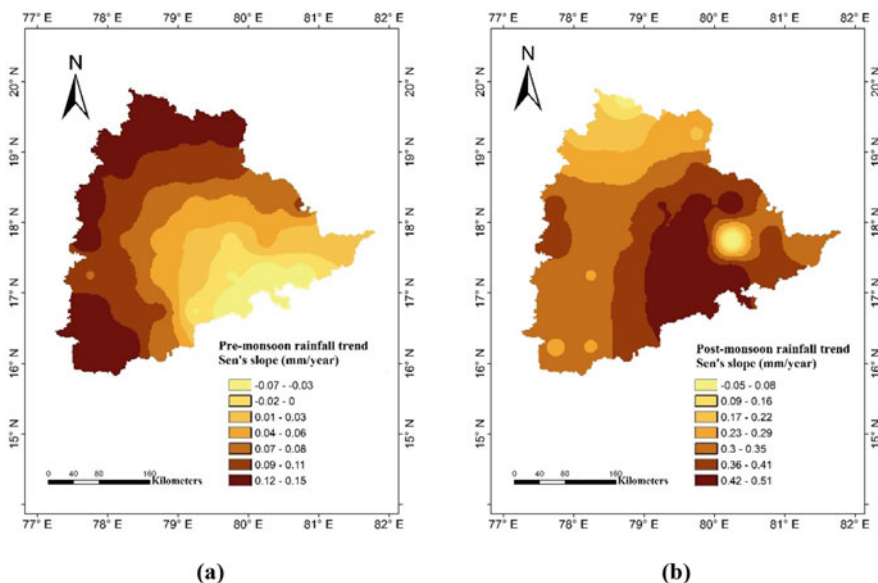 77° E 78° E 79° E 80° E 81° E 82° E
N
20° N
19° N
18° N
17° N
16° N
15° N
20° N
19° N
18° N
17° N
16° N
15° N
Pre-monsoon rainfall trend
Sen's slope (mm/year)
-0.07 - -0.03
-0.02 - 0
0.01 - 0.03
0.04 - 0.06
0.07 - 0.08
0.09 - 0.11
0.12 - 0.15
0 40 80 160
Kilometers
77° E 78° E 79° E 80° E 81° E 82° E
(a)
77° E 78° E 79° E 80° E 81° E 82° E
N
20° N
19° N
18° N
17° N
16° N
15° N
20° N
19° N
18° N
17° N
16° N
15° N
Post-monsoon rainfall trend
Sen's slope (mm/year)
-0.05 - 0.08
0.09 - 0.16
0.17 - 0.22
0.23 - 0.29
0.3 - 0.35
0.36 - 0.41
0.42 - 0.51
0 40 80 160
Kilometers
77° E 78° E 79° E 80° E 81° E 82° E
(b)